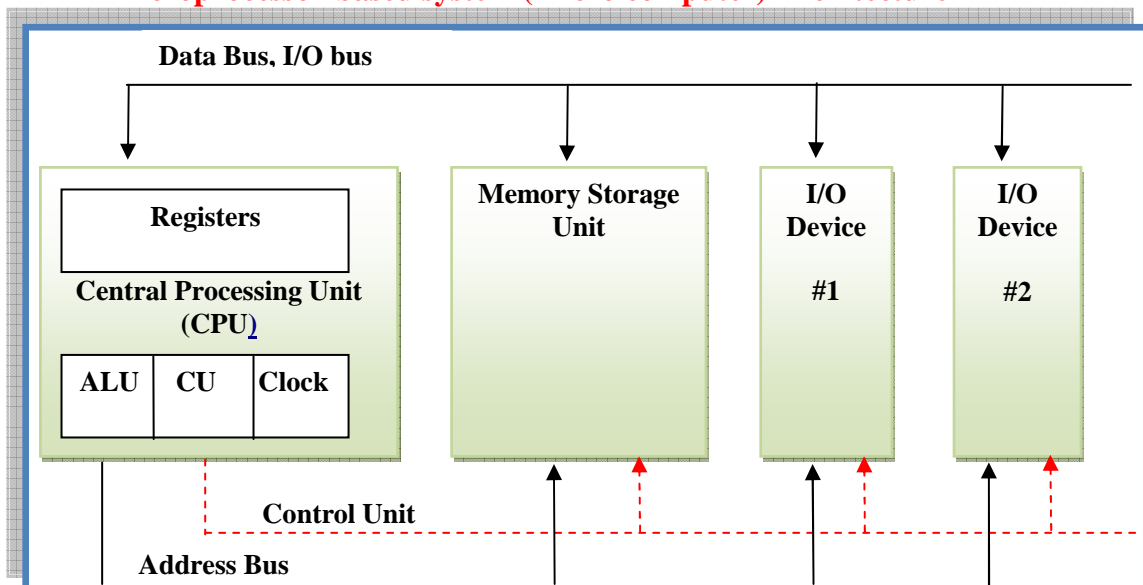 Data Bus, I/O bus
Registers
Central Processing Unit
(CPU)
ALU CU Clock
Memory Storage
Unit
I/O
Device
#1
I/O
Device
#2
Control Unit
Address Bus